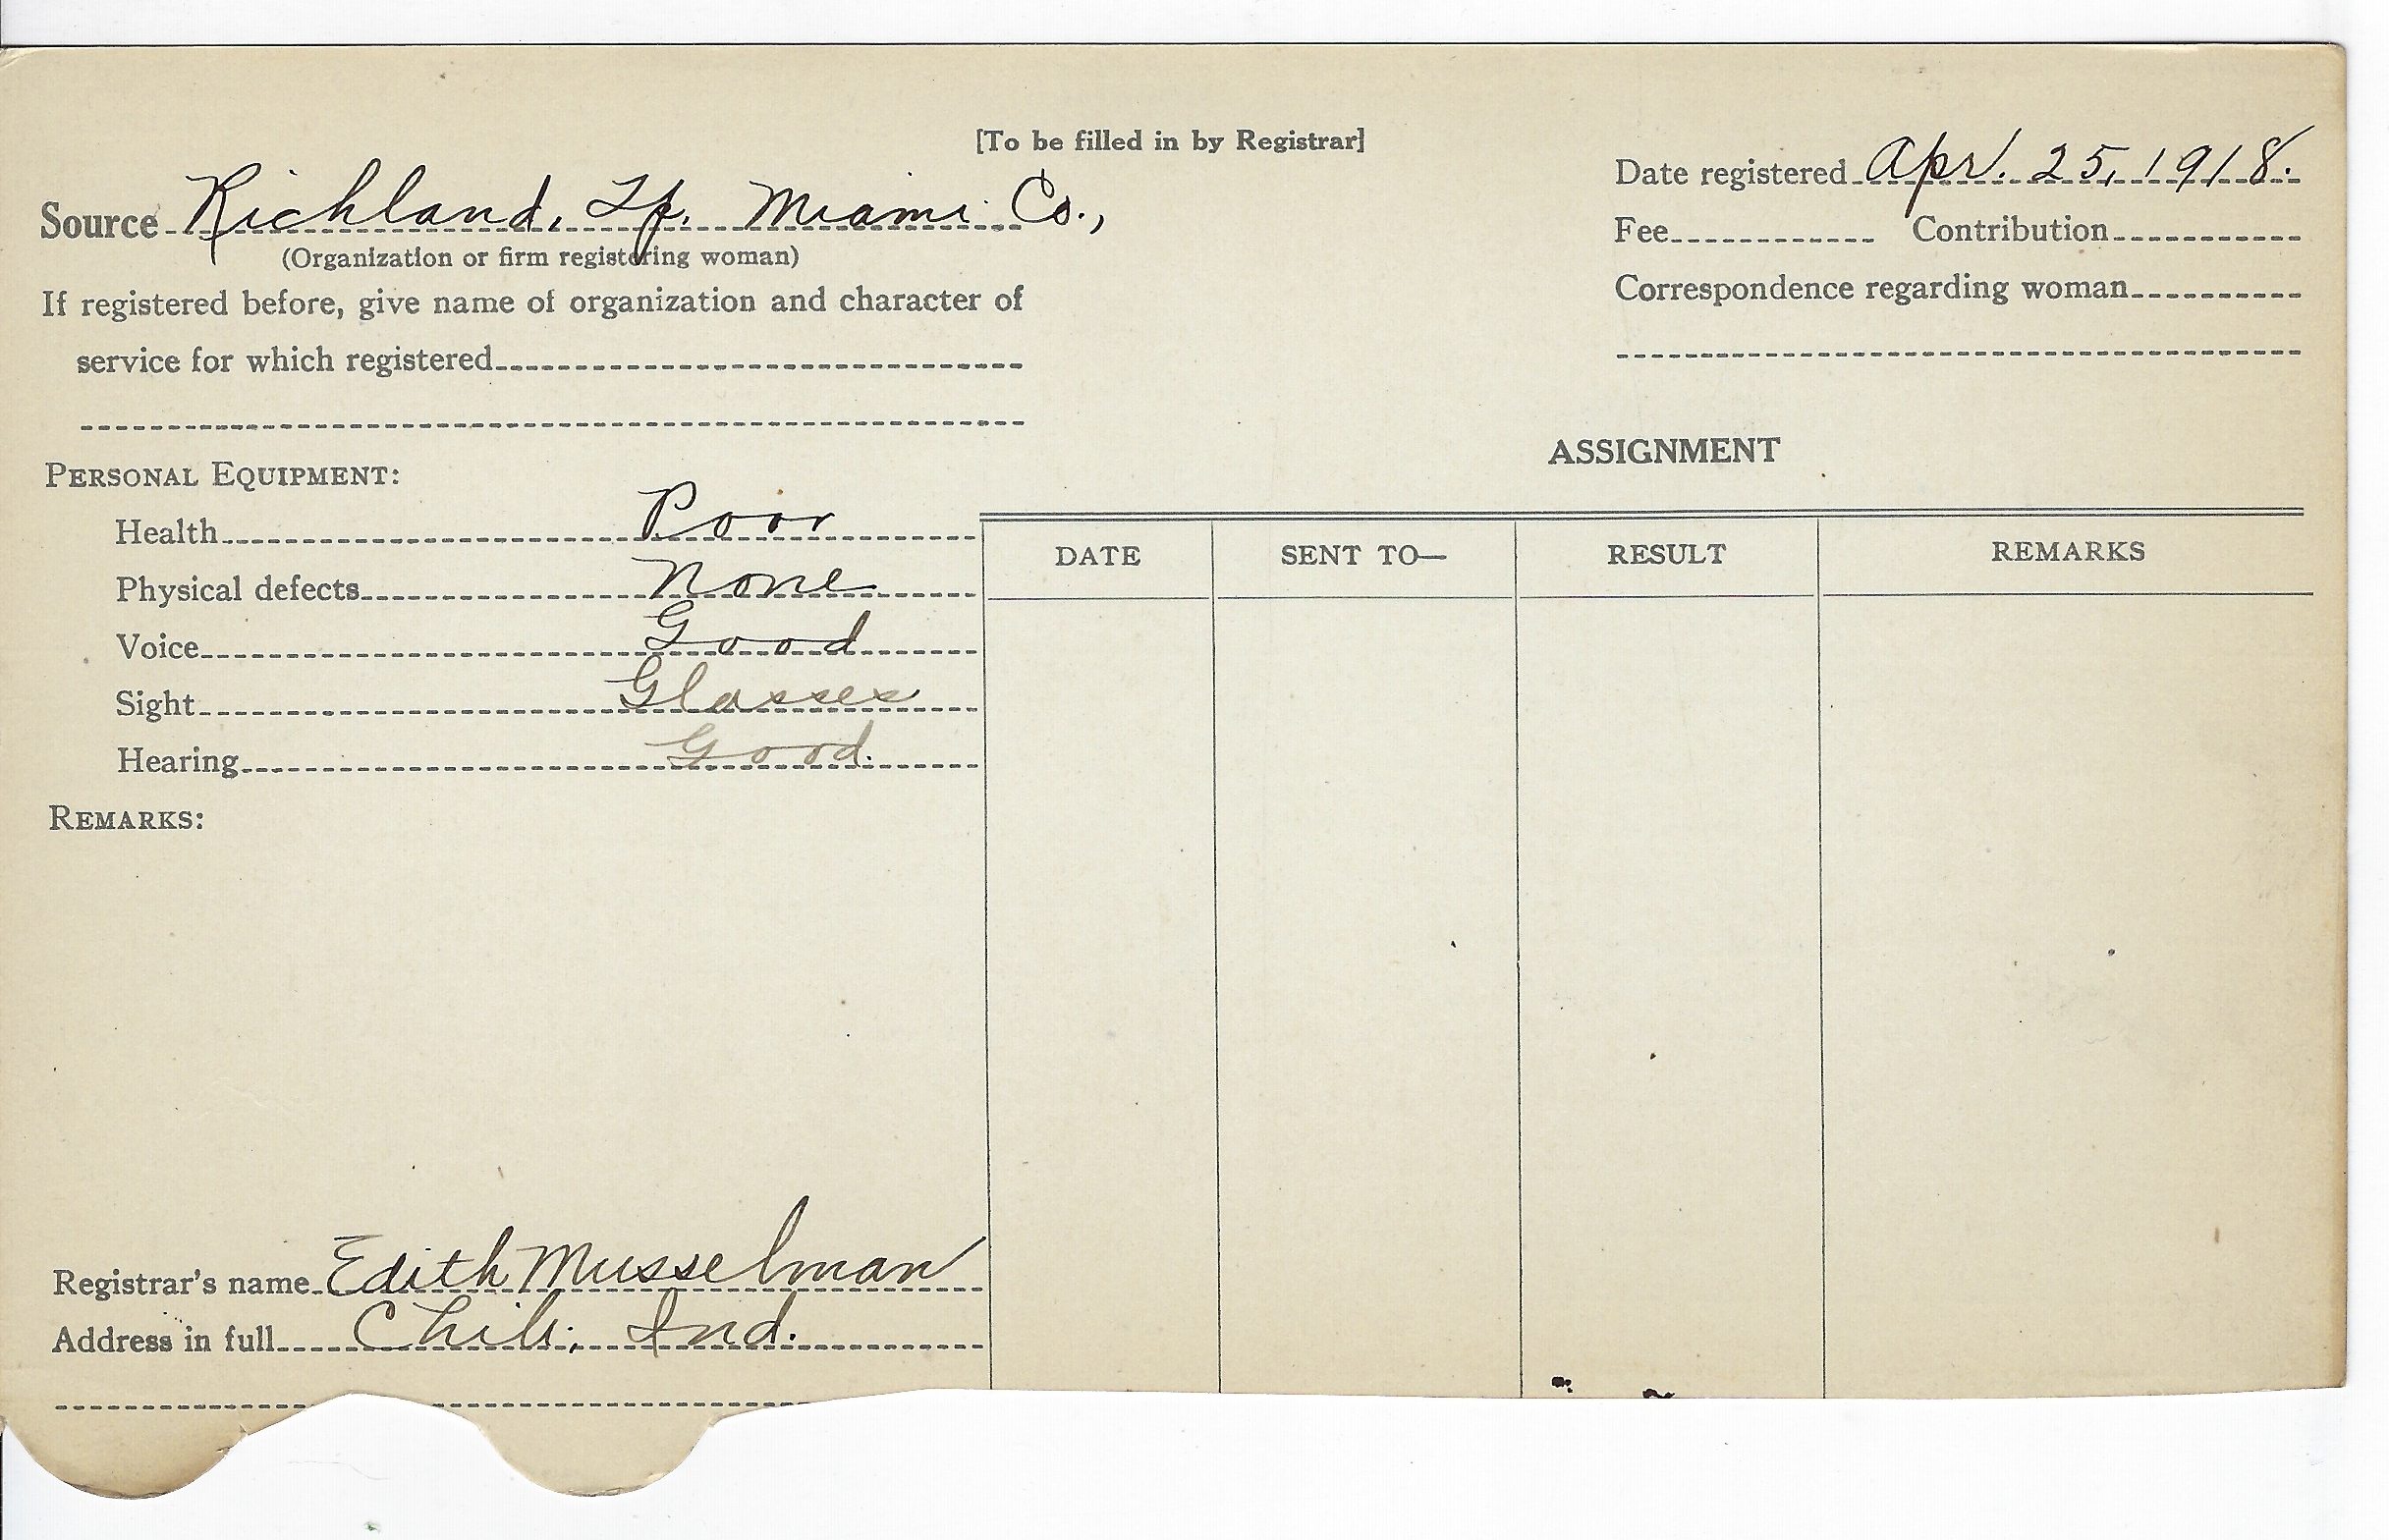 [To be filled in by Registrar]
Source Richland, Tp. Miami Co.,
(Organization or firm registering woman)
If registered before, give name of organization and character of
service for which registered
Date registered Apr. 25, 1918.
Fee Contribution
Correspondence regarding woman
PERSONAL EQUIPMENT:
Health Poor
Physical defects None
Voice Good
Sight Glasses
Hearing Good.
REMARKS:
ASSIGNMENT
DATE SENT TO— RESULT REMARKS
Registrar's name Edith Musselman
Address in full Chili, Ind.